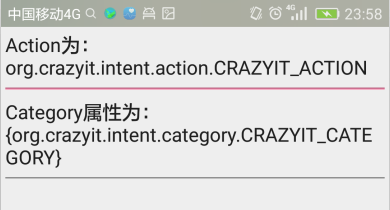 中国移动4G 4G 23:58
Action为：
org.crazyit.intent.action.CRAZYIT_ACTION
Category属性为：
{org.crazyit.intent.category.CRAZYIT_CATE
GORY}